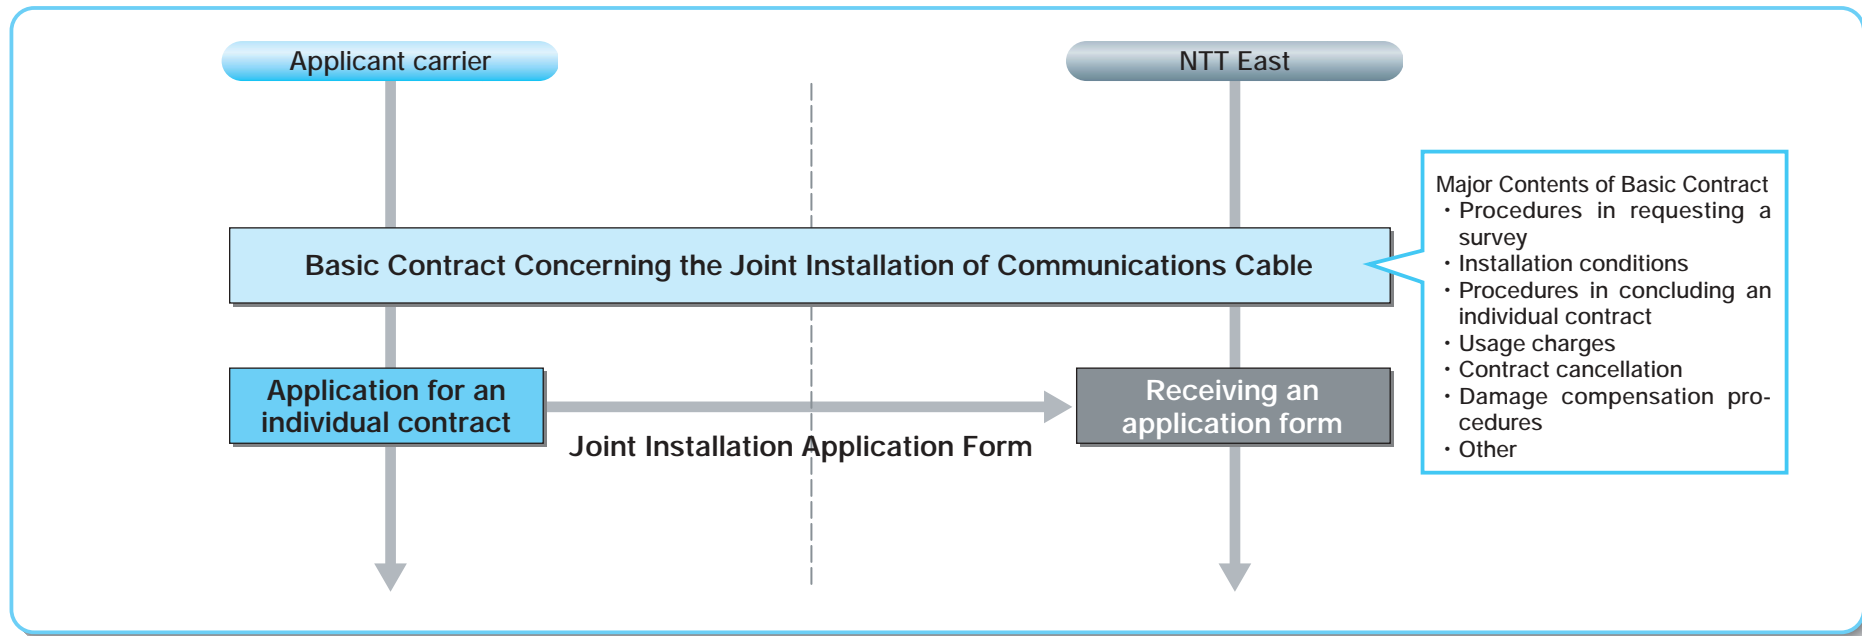 Applicant carrier
NTT East
Basic Contract Concerning the Joint Installation of Communications Cable
Major Contents of Basic Contract
・Procedures in requesting a
survey
・Installation conditions
・Procedures in concluding an
individual contract
・Usage charges
・Contract cancellation
・Damage compensation pro-
cedures
・Other
Application for an
individual contract
Joint Installation Application Form
Receiving an
application form